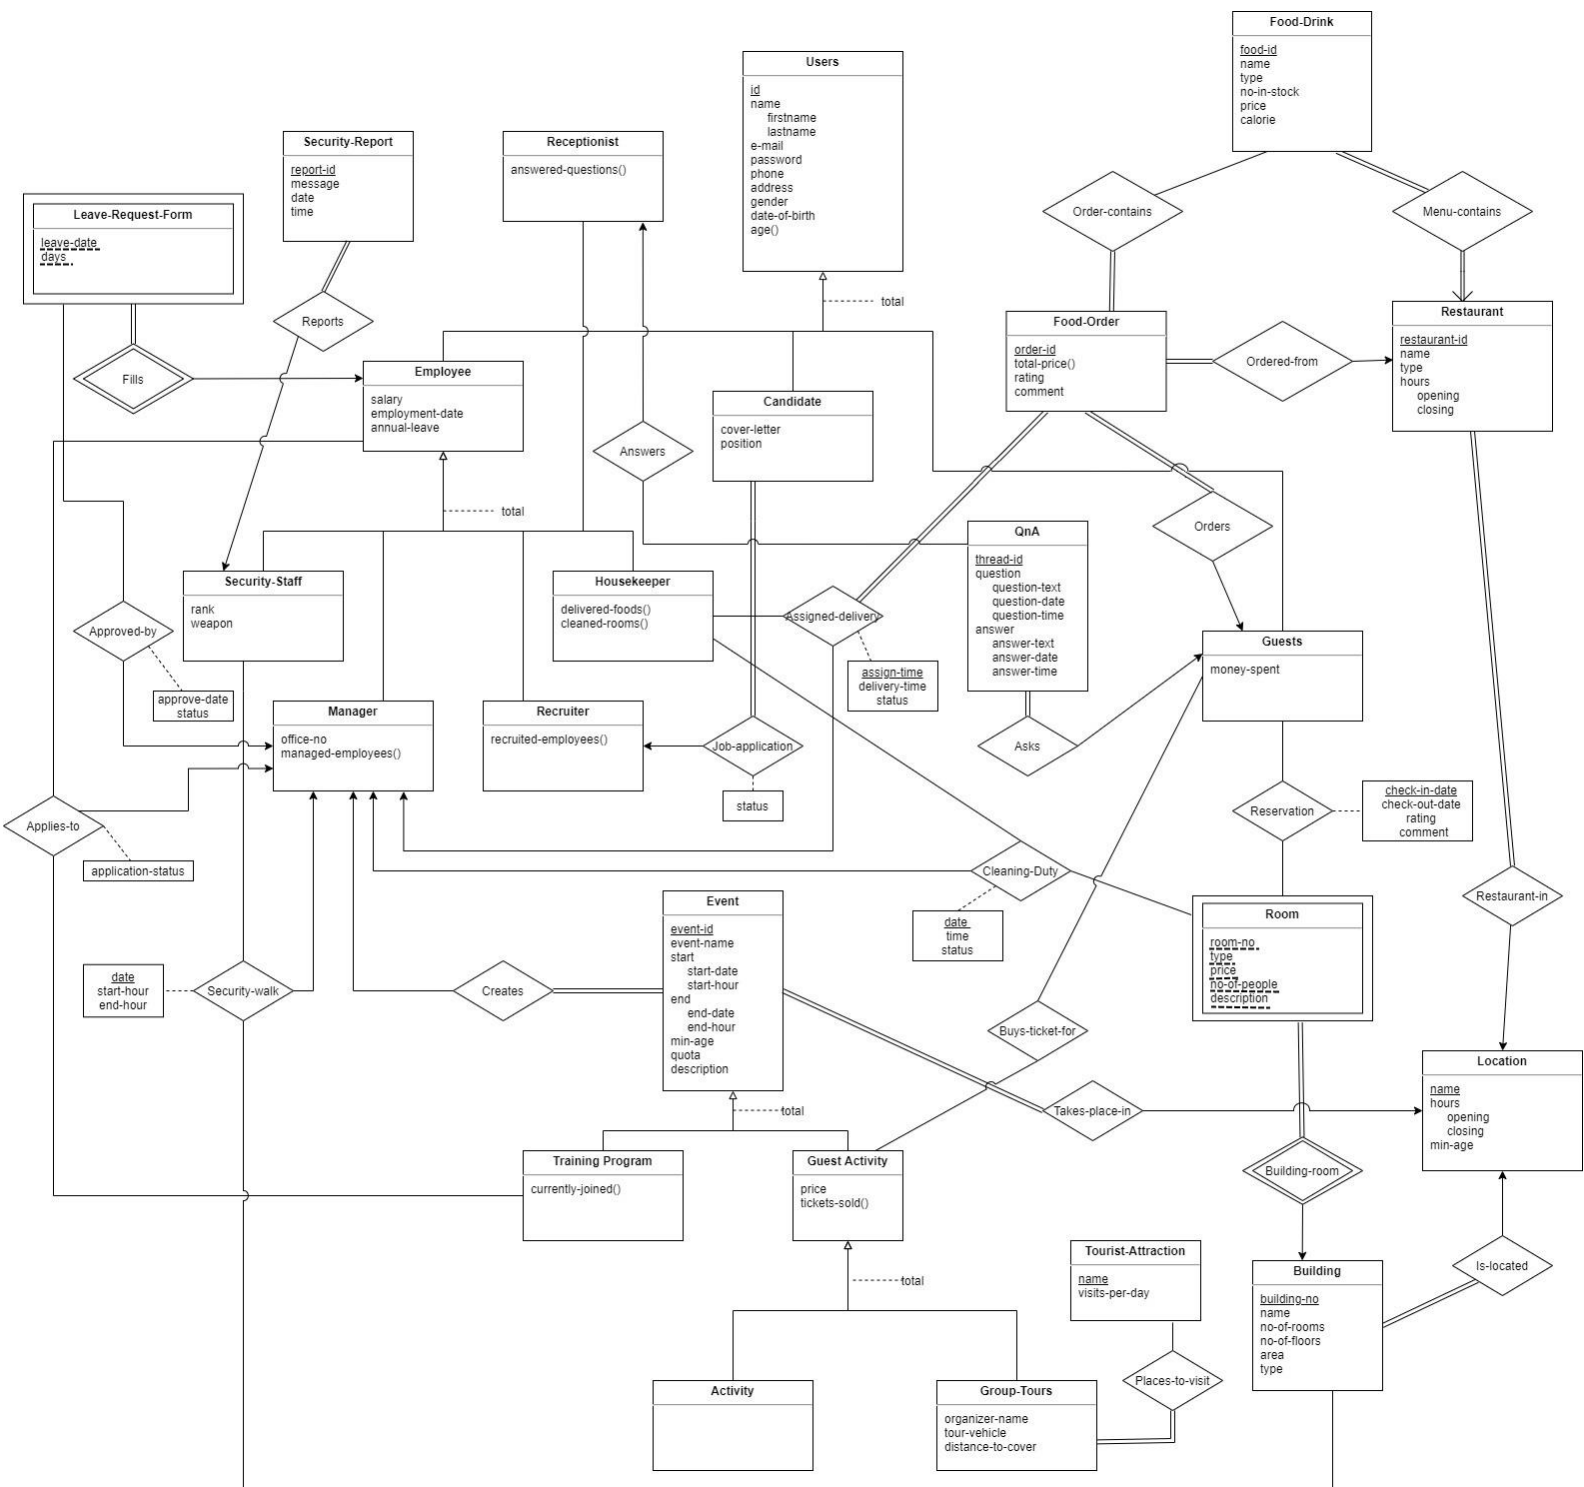 Food-Drink
food-id
name
type
no-in-stock
price
calorie
Users
id
name
firstname
lastname
e-mail
password
phone
address
gender
date-of-birth
age()
total
Security-Report
report-id
message
date
time
Receptionist
answered-questions()
Leave-Request-Form
leave-date
days
Order-contains
Menu-contains
Reports
Fills
Employee
salary
employment-date
annual-leave
total
Candidate
cover-letter
position
Answers
Food-Order
order-id
total-price()
rating
comment
Ordered-from
Restaurant
restaurant-id
name
type
hours
opening
closing
Orders
QnA
thread-id
question
question-text
question-date
question-time
answer
answer-text
answer-date
answer-time
Security-Staff
rank
weapon
Housekeeper
delivered-foods()
cleaned-rooms()
Assigned-delivery
assign-time
delivery-time
status
Approved-by
approve-date
status
Guests
money-spent
Manager
office-no
managed-employees()
Recruiter
recruited-employees()
Job-application
status
Asks
Reservation
check-in-date
check-out-date
rating
comment
Applies-to
application-status
Cleaning-Duty
date
time
status
Restaurant-in
Event
event-id
event-name
start
start-date
start-hour
end
end-date
end-hour
min-age
quota
description
total
Room
room-no
type
price
no-of-people
description
date
start-hour
end-hour
Security-walk
Creates
Buys-ticket-for
Takes-place-in
Location
name
hours
opening
closing
min-age
Training Program
currently-joined()
Guest Activity
price
tickets-sold()
total
Building-room
Tourist-Attraction
name
visits-per-day
Is-located
Building
building-no
name
no-of-rooms
no-of-floors
area
type
Places-to-visit
Activity
Group-Tours
organizer-name
tour-vehicle
distance-to-cover